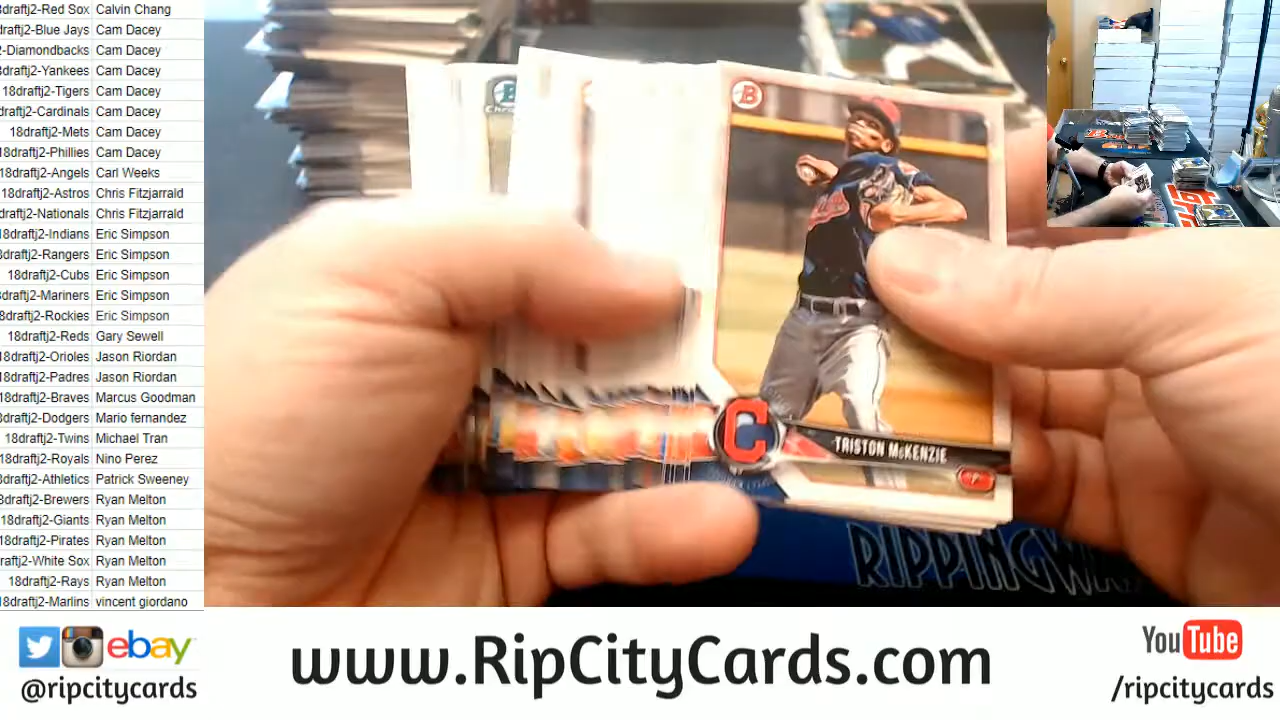 3draftj2-Red Sox Calvin Chang
draftj2-Blue Jays Cam Dacey
2-Diamondbacks Cam Dacey
3draftj2-Yankees Cam Dacey
18draftj2-Tigers Cam Dacey
draftj2-Cardinals Cam Dacey
18draftj2-Mets Cam Dacey
draftj2-Phillies Cam Dacey
8draftj2-Angels Carl Weeks
18draftj2-Astros Chris Fitzjarrald
draftj2-Nationals Chris Fitzjarrald
18draftj2-Indians Eric Simpson
8draftj2-Rangers Eric Simpson
18draftj2-Cubs Eric Simpson
draftj2-Mariners Eric Simpson
8draftj2-Rockies Eric Simpson
18draftj2-Reds Gary Sewell
18draftj2-Orioles Jason Riordan
18draftj2-Padres Jason Riordan
18draftj2-Braves Marcus Goodman
8draftj2-Dodgers Mario fernandez
18draftj2-Twins Michael Tran
18draftj2-Royals Nino Perez
8draftj2-Athletics Patrick Sweeney
8draftj2-Brewers Ryan Melton
18draftj2-Giants Ryan Melton
18draftj2-Pirates Ryan Melton
raftj2-White Sox Ryan Melton
18draftj2-Rays Ryan Melton
18draftj2-Marlins vincent giordano
B
C
TRISTON McKENZIE
P
RIPPINGW
ebay
@ripcitycards
www.RipCityCards.com
YouTube
/ripcitycards